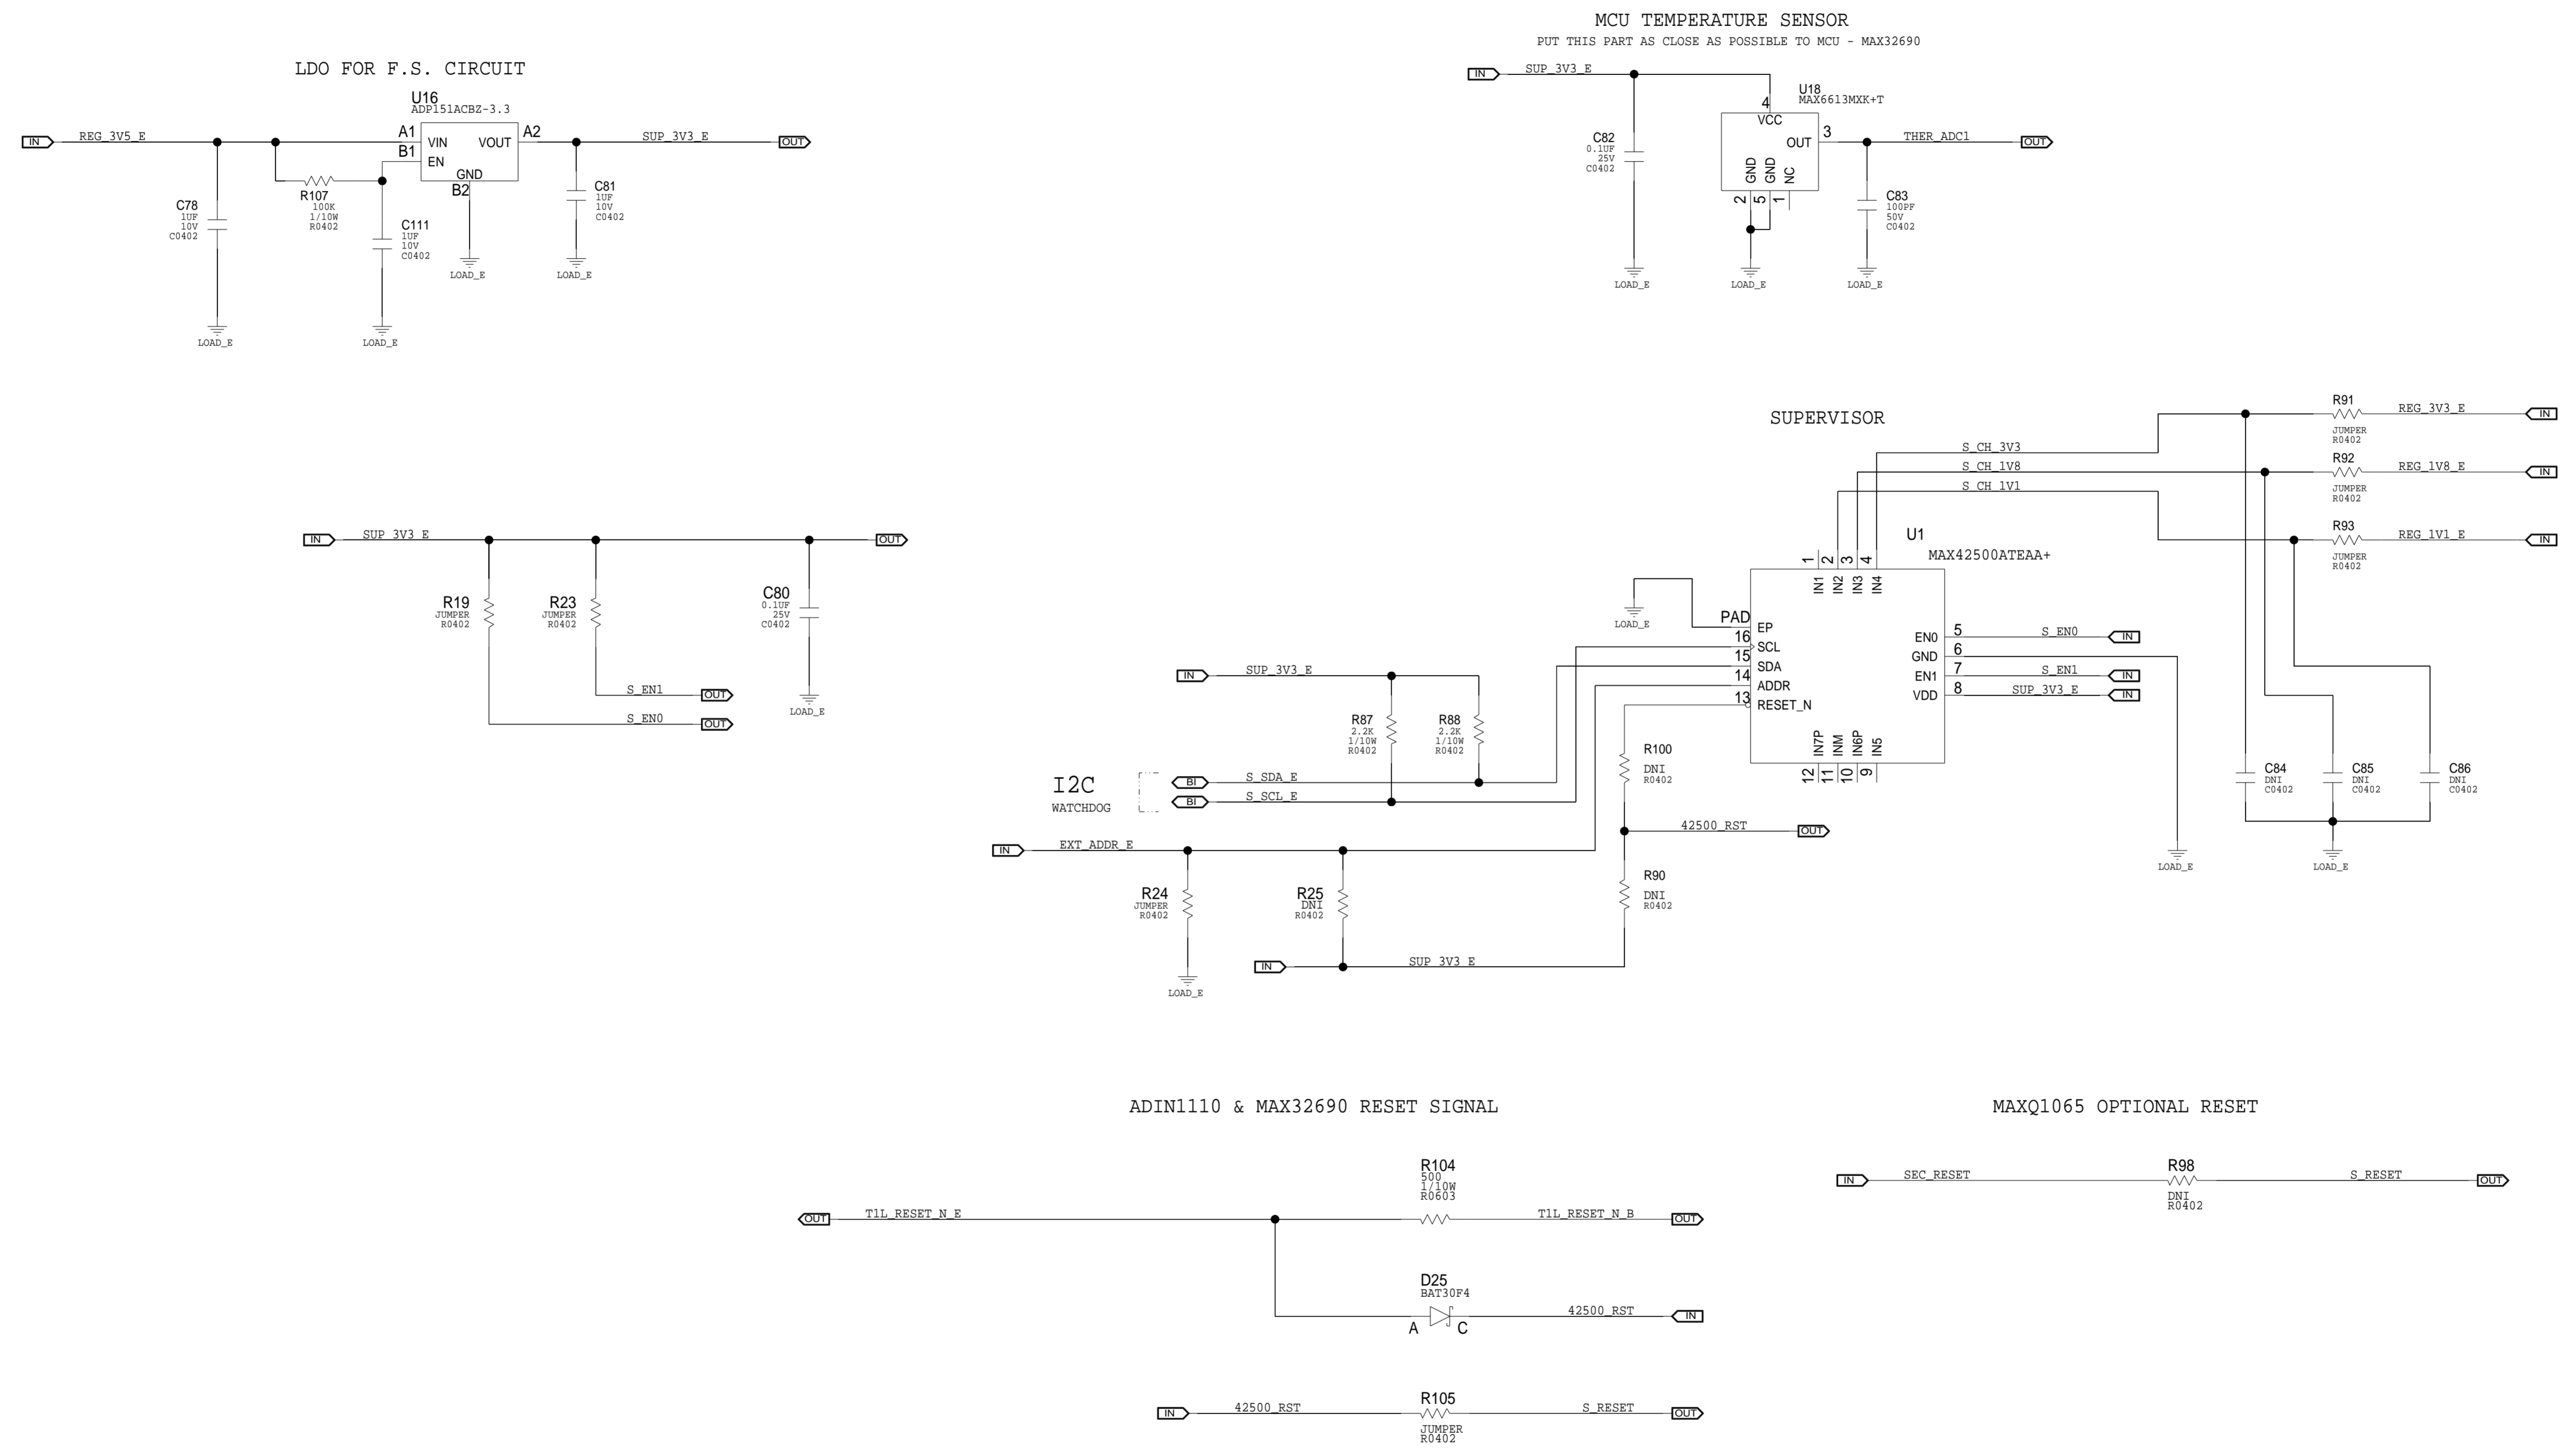 LDO FOR F.S. CIRCUIT
U16
ADP151ACBZ-3.3
IN
REG_3V5_E
A1
B1
VIN
EN
VOUT
GND
A2
B2
SUP_3V3_E
OUT
R107
100K
1/10W
R0402
C78
1UF
10V
C0402
C111
1UF
10V
C0402
C81
1UF
10V
C0402
LOAD_E
LOAD_E
LOAD_E
LOAD_E
MCU TEMPERATURE SENSOR
PUT THIS PART AS CLOSE AS POSSIBLE TO MCU - MAX32690
IN
SUP_3V3_E
U18
MAX6613MXK+T
4
VCC
OUT
3
GND
GND
NC
2
5
1
THER_ADC1
OUT
C82
0.1UF
25V
C0402
C83
100PF
50V
C0402
LOAD_E
LOAD_E
LOAD_E
IN
SUP_3V3_E
OUT
R19
JUMPER
R0402
R23
JUMPER
R0402
C80
0.1UF
25V
C0402
S_EN1
OUT
S_EN0
OUT
LOAD_E
SUPERVISOR
R91
JUMPER
R0402
REG_3V3_E
IN
S_CH_3V3
R92
JUMPER
R0402
REG_1V8_E
IN
S_CH_1V8
S_CH_1V1
R93
JUMPER
R0402
REG_1V1_E
IN
U1
MAX42500ATEAA+
1
2
3
4
IN1
IN2
IN3
IN4
PAD
EP
16
SCL
15
SDA
14
ADDR
13
RESET_N
EN0
5
GND
6
EN1
7
VDD
8
IN7P
INM
IN6P
IN5
12
11
10
9
LOAD_E
S_EN0
IN
S_EN1
IN
SUP_3V3_E
IN
IN
SUP_3V3_E
R87
2.2K
1/10W
R0402
R88
2.2K
1/10W
R0402
I2C
WATCHDOG
BI
S_SDA_E
BI
S_SCL_E
R100
DNI
R0402
42500_RST
OUT
IN
EXT_ADDR_E
R24
JUMPER
R0402
R25
DNI
R0402
R90
DNI
R0402
IN
SUP_3V3_E
LOAD_E
C84
DNI
C0402
C85
DNI
C0402
C86
DNI
C0402
LOAD_E
LOAD_E
ADIN1110 & MAX32690 RESET SIGNAL
R104
500
1/10W
R0603
OUT
T1L_RESET_N_E
T1L_RESET_N_B
OUT
D25
BAT30F4
A
C
42500_RST
IN
IN
42500_RST
R105
JUMPER
R0402
S_RESET
OUT
MAXQ1065 OPTIONAL RESET
IN
SEC_RESET
R98
DNI
R0402
S_RESET
OUT